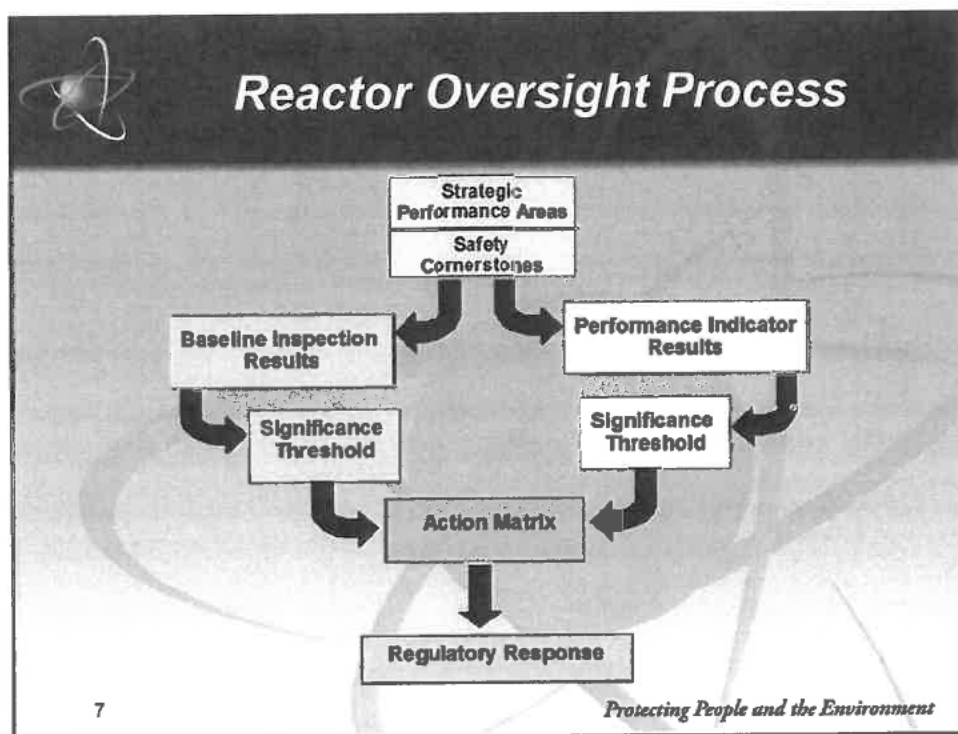 Reactor Oversight Process
Strategic
Performance Areas
Safety
Cornerstones
Baseline Inspection
Results
Performance Indicator
Results
Significance
Threshold
Significance
Threshold
Action Matrix
Regulatory Response
7
Protecting People and the Environment